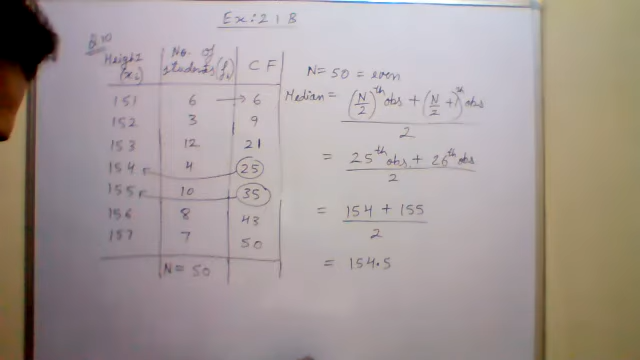 Ex: 21 B
Q 10
Height (xi) No. of students (fi) C F
151 6 → 6
152 3 9
153 12 21
154 4 25
155 10 35
156 8 43
157 7 50
N = 50
N = 50 = even
Median = (N/2)th obs + (N/2 + 1)th obs
2
= 25th obs + 26th obs
2
= 154 + 155
2
= 154.5